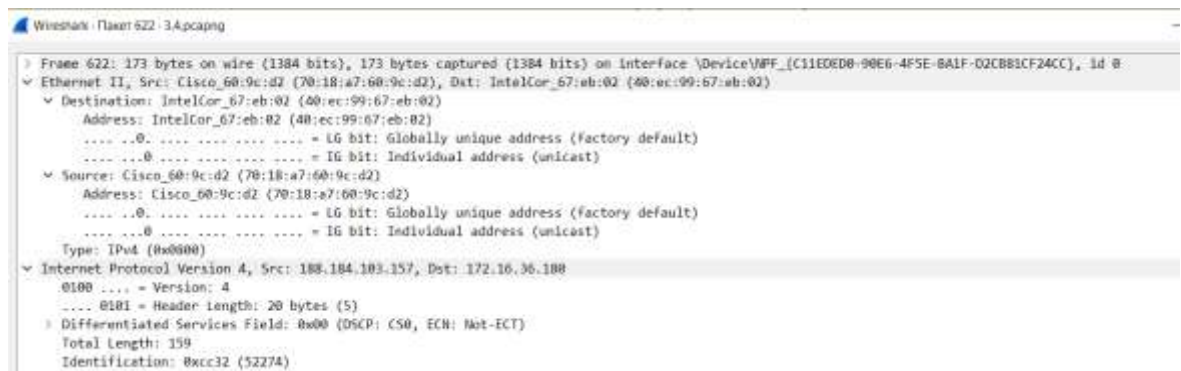 Wireshark · Пакет 622 · 3,4.pcapng
> Frame 622: 173 bytes on wire (1384 bits), 173 bytes captured (1384 bits) on interface \Device\NPF_{C11EDED0-90E6-4F5E-8A1F-D2CB81CF24CC}, id 0
Ethernet II, Src: Cisco_60:9c:d2 (70:18:a7:60:9c:d2), Dst: IntelCor_67:eb:02 (40:ec:99:67:eb:02)
Destination: IntelCor_67:eb:02 (40:ec:99:67:eb:02)
Address: IntelCor_67:eb:02 (40:ec:99:67:eb:02)
.... ..0. .... .... .... .... = LG bit: Globally unique address (factory default)
.... ...0 .... .... .... .... = IG bit: Individual address (unicast)
Source: Cisco_60:9c:d2 (70:18:a7:60:9c:d2)
Address: Cisco_60:9c:d2 (70:18:a7:60:9c:d2)
.... ..0. .... .... .... .... = LG bit: Globally unique address (factory default)
.... ...0 .... .... .... .... = IG bit: Individual address (unicast)
Type: IPv4 (0x0800)
Internet Protocol Version 4, Src: 188.184.103.157, Dst: 172.16.36.180
0100 .... = Version: 4
.... 0101 = Header Length: 20 bytes (5)
> Differentiated Services Field: 0x00 (DSCP: CS0, ECN: Not-ECT)
Total Length: 159
Identification: 0xcc32 (52274)